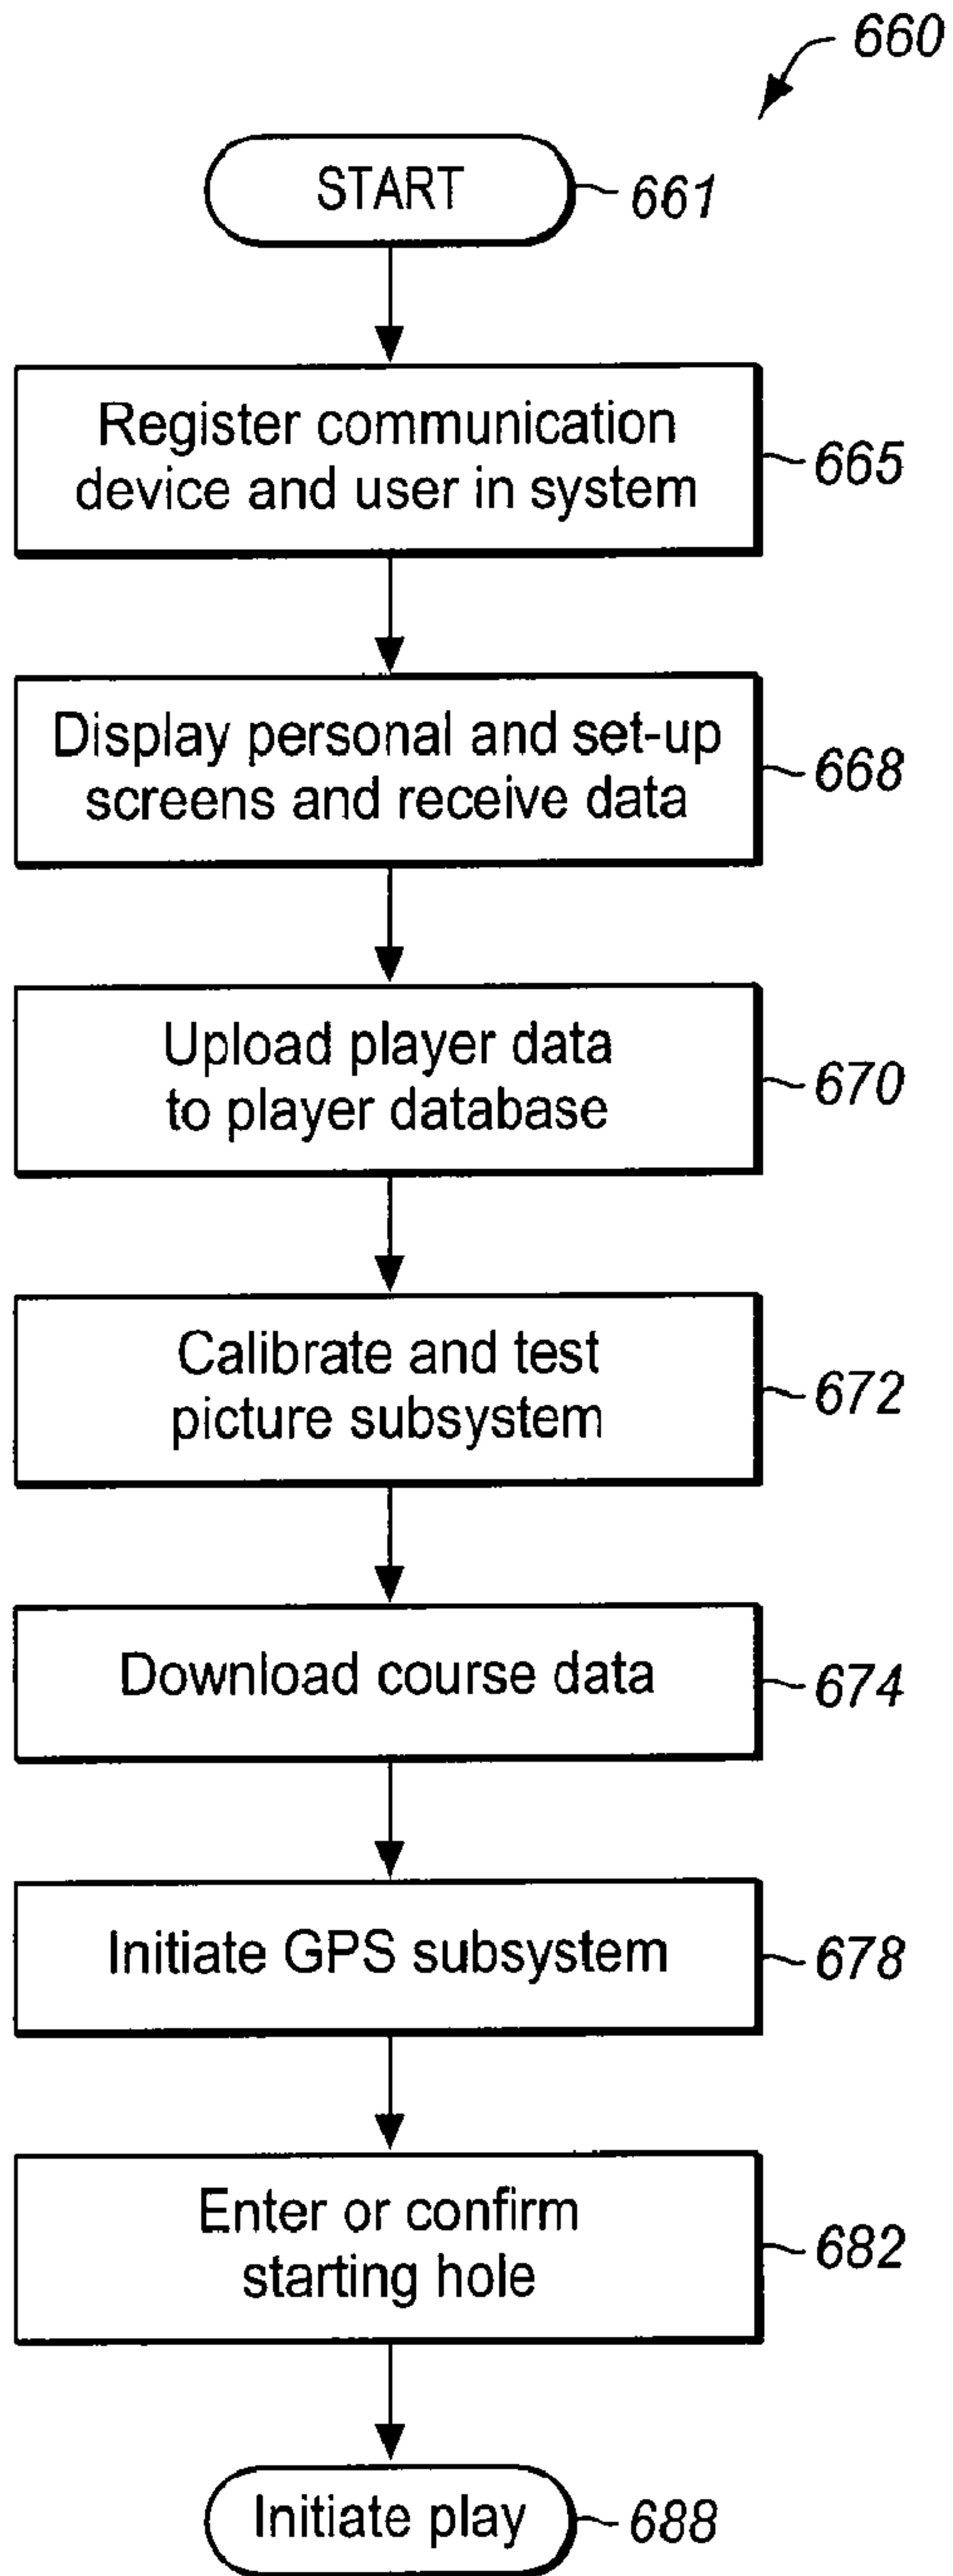 660
START
661
Register communication
device and user in system
665
Display personal and set-up
screens and receive data
668
Upload player data
to player database
670
Calibrate and test
picture subsystem
672
Download course data
674
Initiate GPS subsystem
678
Enter or confirm
starting hole
682
Initiate play
688